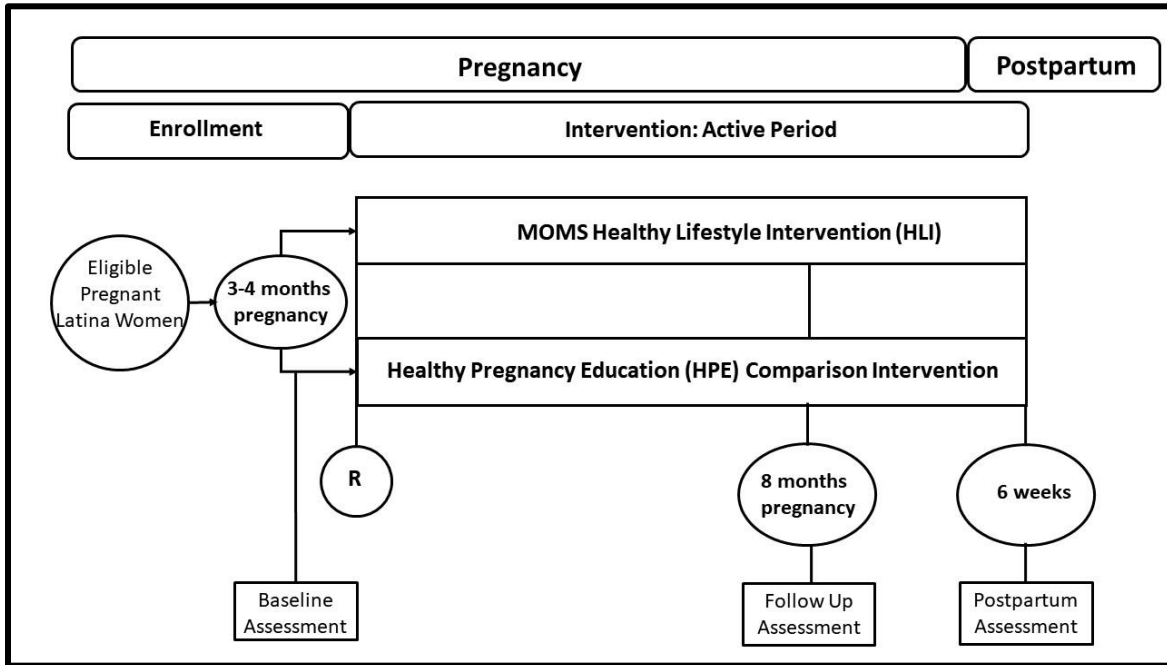 Pregnancy
Postpartum
Enrollment
Intervention: Active Period
MOMS Healthy Lifestyle Intervention (HLI)
Eligible
Pregnant
Latina Women
3-4 months
pregnancy
Healthy Pregnancy Education (HPE) Comparison Intervention
R
8 months
pregnancy
6 weeks
Baseline
Assessment
Follow Up
Assessment
Postpartum
Assessment